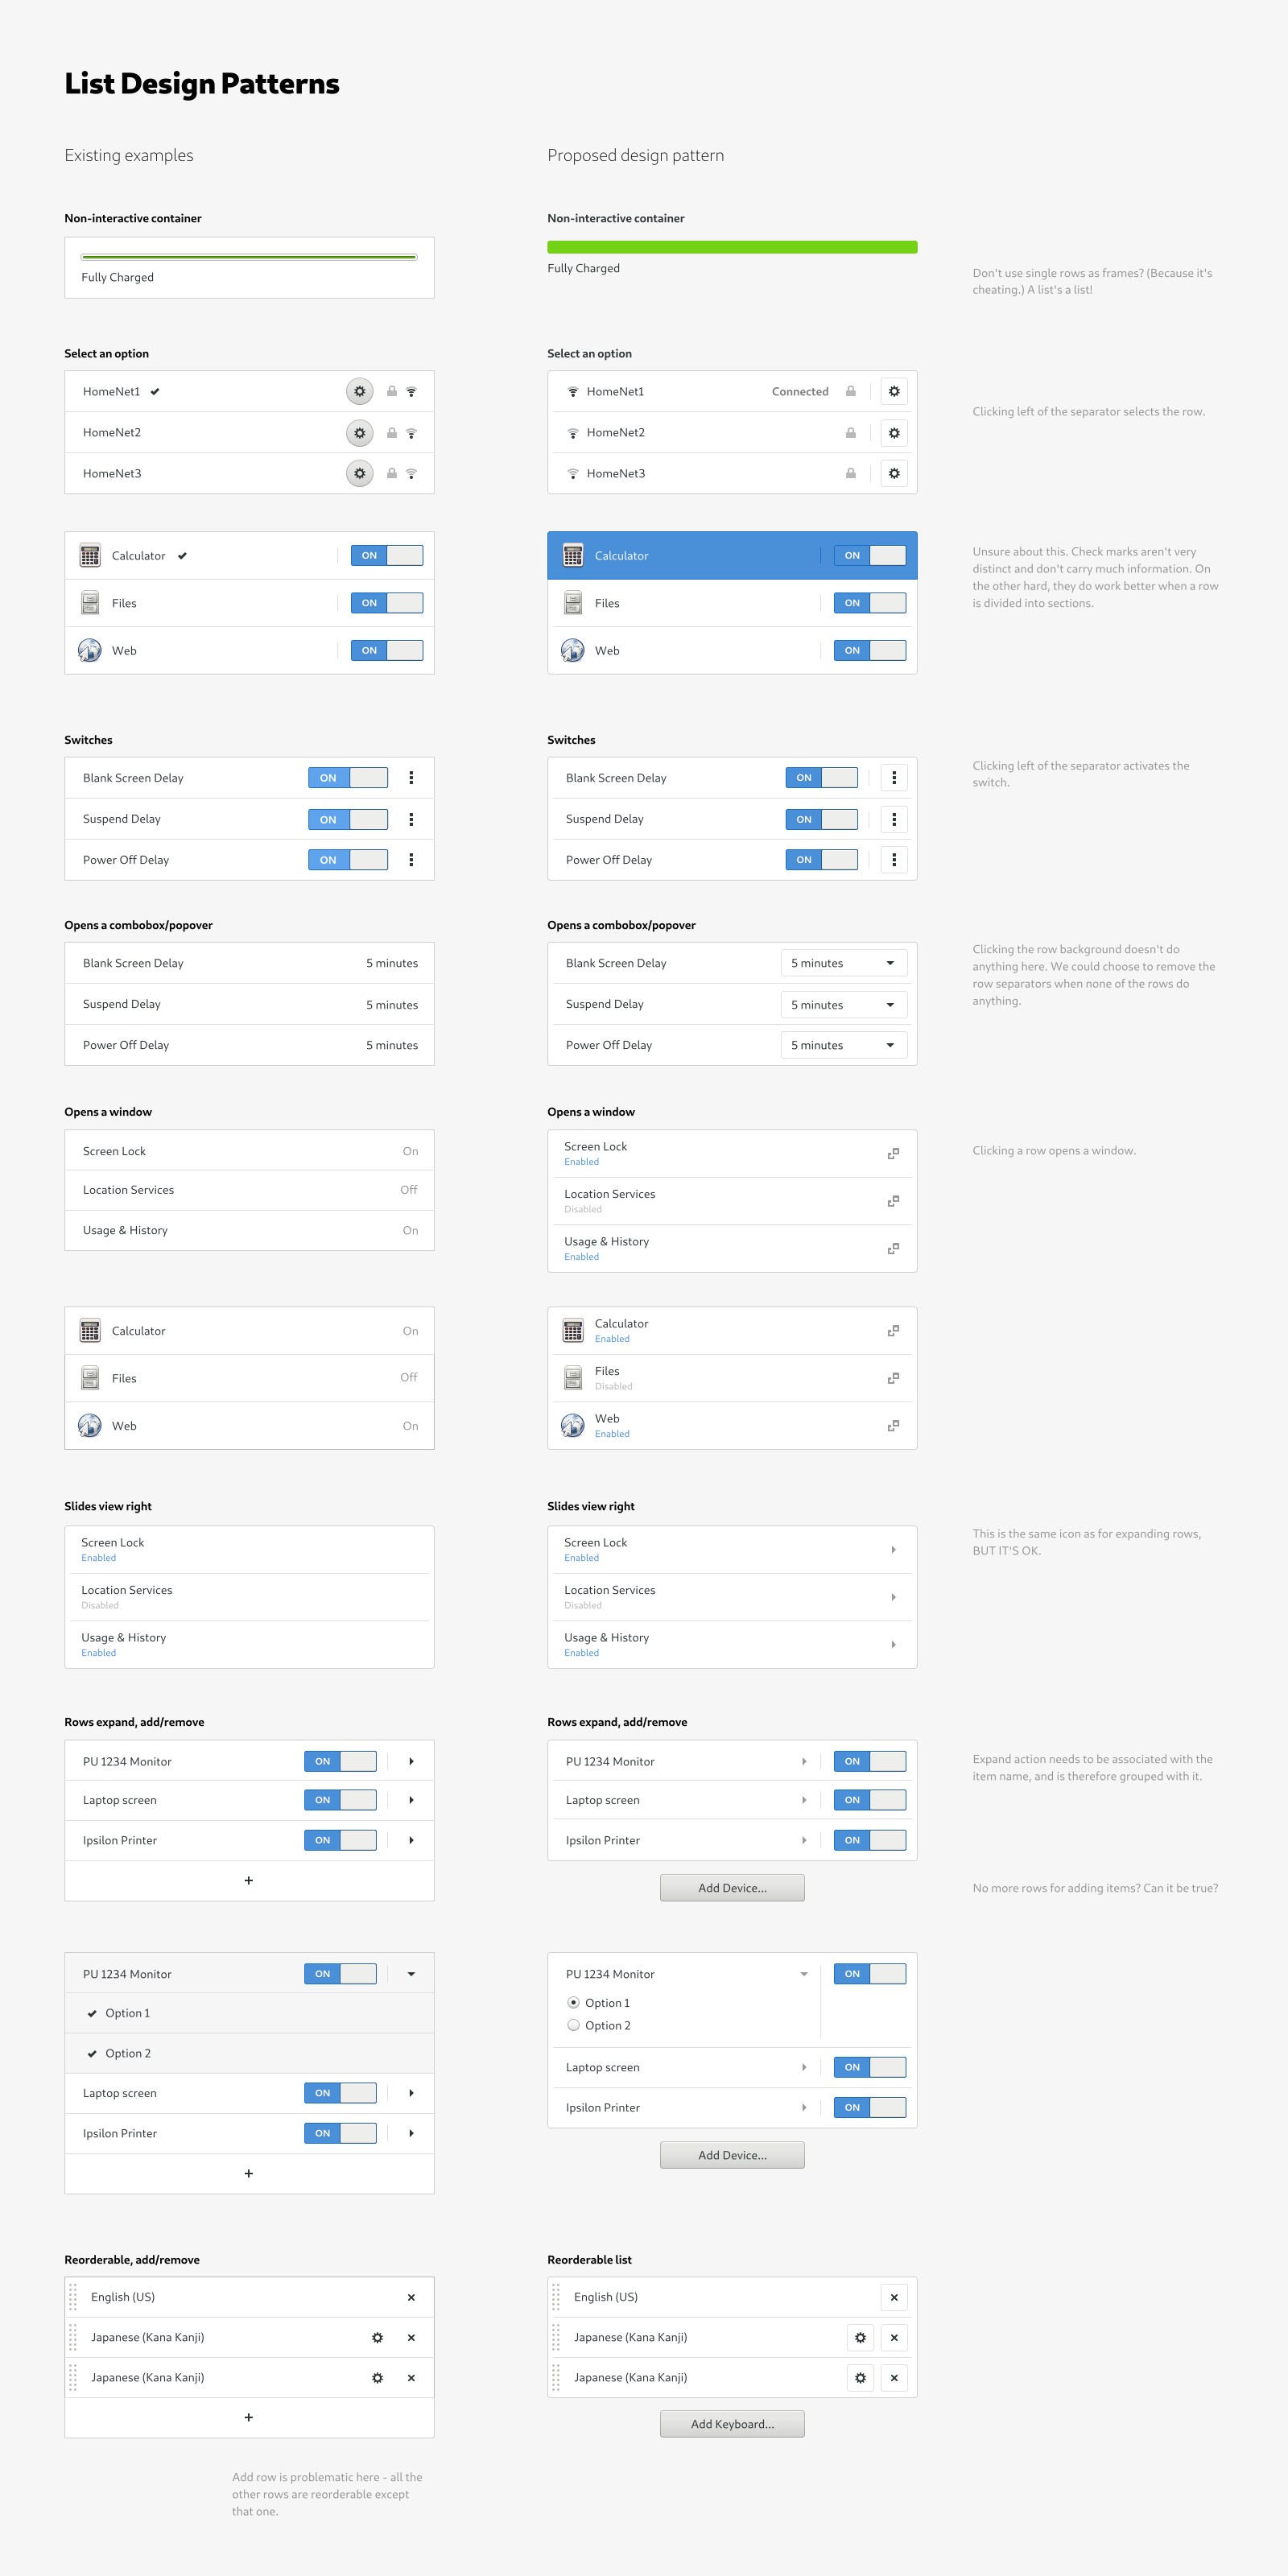 List Design Patterns
Existing examples
Proposed design pattern
Non-interactive container
Non-interactive container
Fully Charged
Fully Charged
Don't use single rows as frames? (Because it's
cheating.) A list's a list!
Select an option
Select an option
HomeNet1
HomeNet1 Connected
Clicking left of the separator selects the row.
HomeNet2
HomeNet2
HomeNet3
HomeNet3
Calculator ON
Calculator ON
Files ON
Files ON
Web ON
Web ON
Unsure about this. Check marks aren't very
distinct and don't carry much information. On
the other hard, they do work better when a row
is divided into sections.
Switches
Switches
Blank Screen Delay ON
Blank Screen Delay ON
Suspend Delay ON
Suspend Delay ON
Power Off Delay ON
Power Off Delay ON
Clicking left of the separator activates the
switch.
Opens a combobox/popover
Opens a combobox/popover
Blank Screen Delay 5 minutes
Blank Screen Delay 5 minutes
Suspend Delay 5 minutes
Suspend Delay 5 minutes
Power Off Delay 5 minutes
Power Off Delay 5 minutes
Clicking the row background doesn't do
anything here. We could choose to remove the
row separators when none of the rows do
anything.
Opens a window
Opens a window
Screen Lock On
Location Services Off
Usage & History On
Screen Lock
Enabled
Location Services
Disabled
Usage & History
Enabled
Clicking a row opens a window.
Calculator On
Files Off
Web On
Calculator
Enabled
Files
Disabled
Web
Enabled
Slides view right
Slides view right
Screen Lock
Enabled
Location Services
Disabled
Usage & History
Enabled
Screen Lock
Enabled
Location Services
Disabled
Usage & History
Enabled
This is the same icon as for expanding rows,
BUT IT'S OK.
Rows expand, add/remove
Rows expand, add/remove
PU 1234 Monitor ON
Laptop screen ON
Ipsilon Printer ON
+
PU 1234 Monitor ON
Laptop screen ON
Ipsilon Printer ON
Add Device...
Expand action needs to be associated with the
item name, and is therefore grouped with it.
No more rows for adding items? Can it be true?
PU 1234 Monitor ON
Option 1
Option 2
Laptop screen ON
Ipsilon Printer ON
+
PU 1234 Monitor ON
Option 1
Option 2
Laptop screen ON
Ipsilon Printer ON
Add Device...
Reorderable, add/remove
Reorderable list
English (US)
Japanese (Kana Kanji)
Japanese (Kana Kanji)
+
English (US)
Japanese (Kana Kanji)
Japanese (Kana Kanji)
Add Keyboard...
Add row is problematic here - all the
other rows are reorderable except
that one.